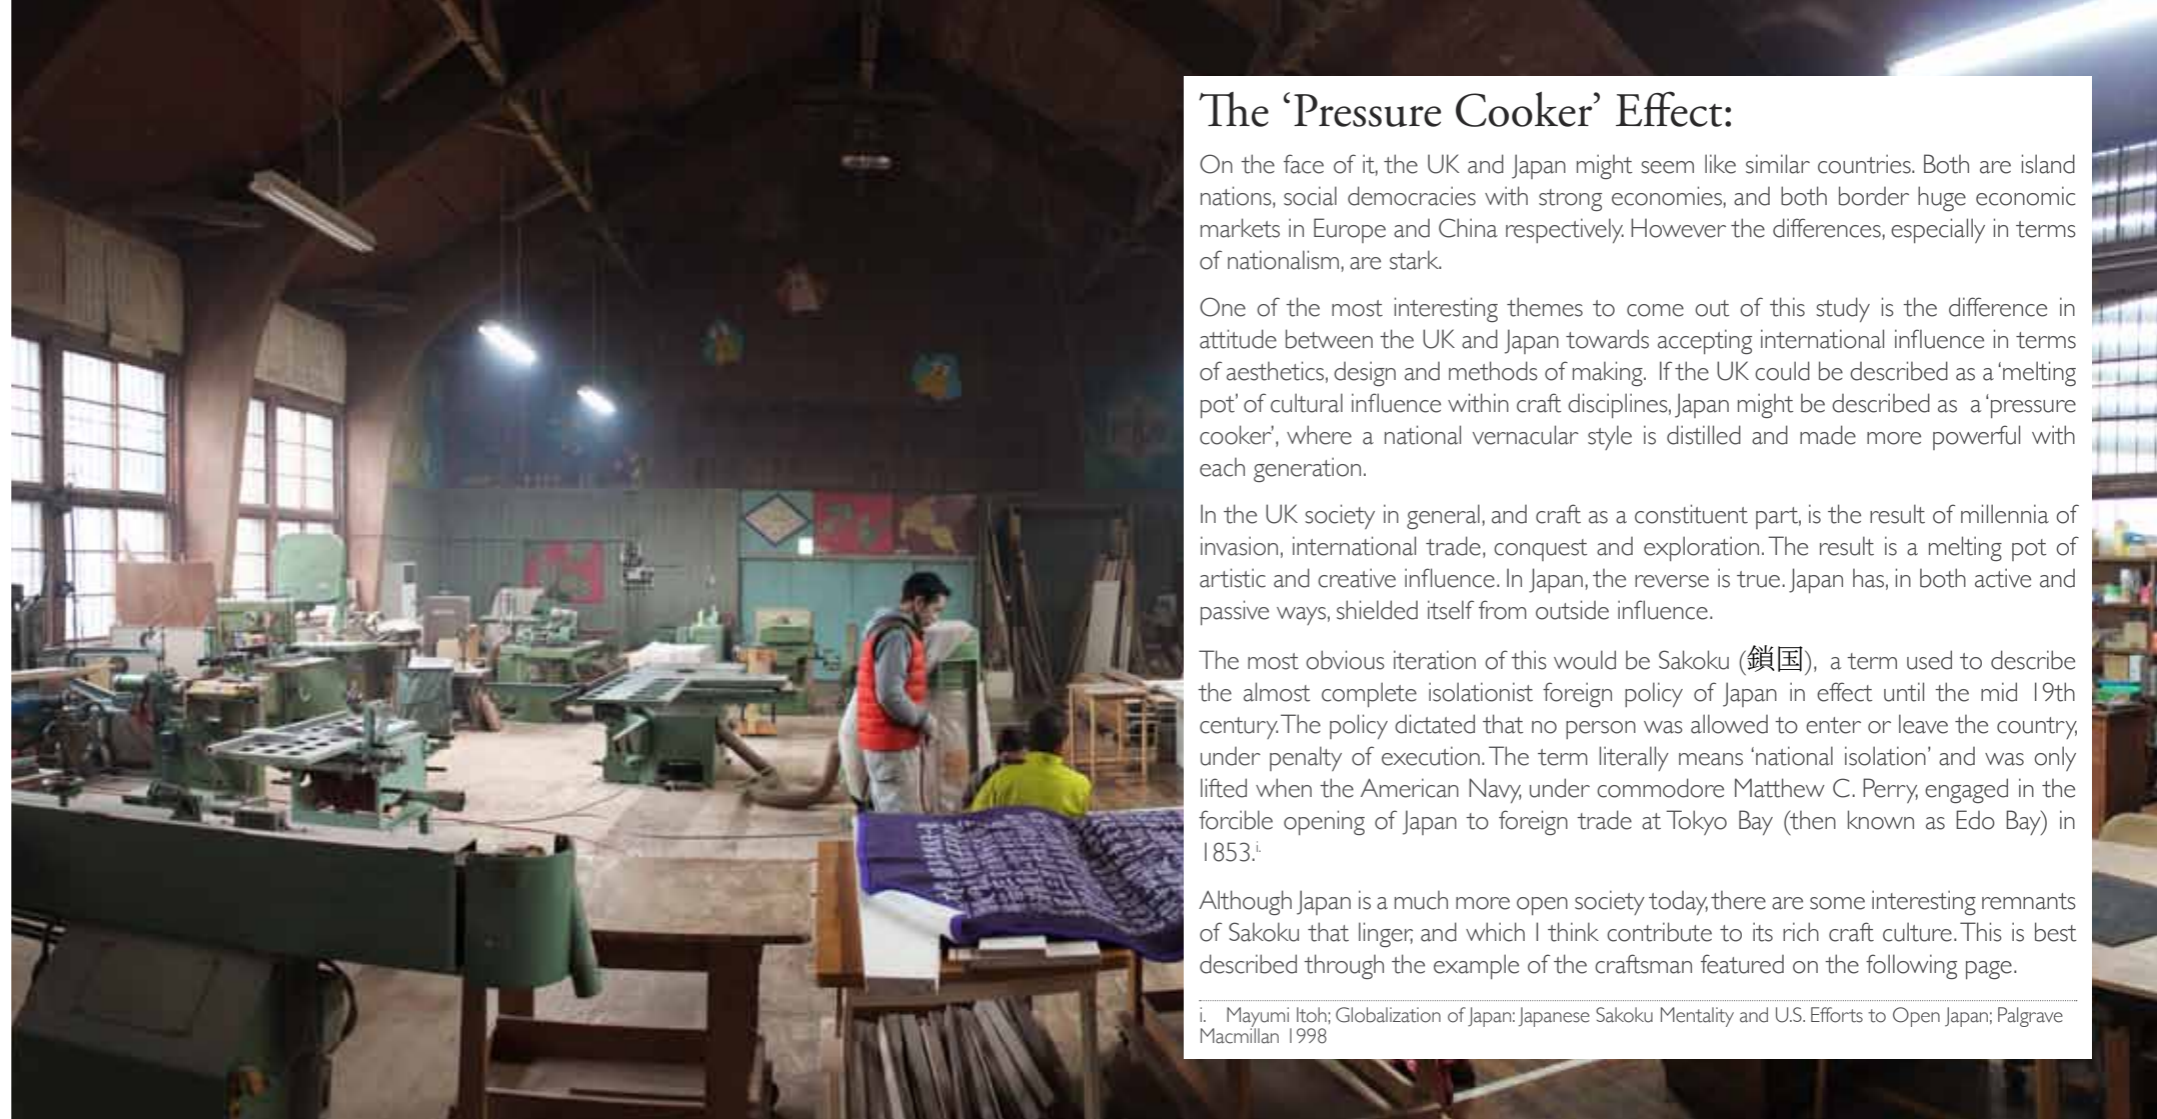 The ‘Pressure Cooker’ Effect:
On the face of it, the UK and Japan might seem like similar countries. Both are island
nations, social democracies with strong economies, and both border huge economic
markets in Europe and China respectively. However the differences, especially in terms
of nationalism, are stark.
One of the most interesting themes to come out of this study is the difference in
attitude between the UK and Japan towards accepting international influence in terms
of aesthetics, design and methods of making. If the UK could be described as a ‘melting
pot’ of cultural influence within craft disciplines, Japan might be described as a ‘pressure
cooker’, where a national vernacular style is distilled and made more powerful with
each generation.
In the UK society in general, and craft as a constituent part, is the result of millennia of
invasion, international trade, conquest and exploration. The result is a melting pot of
artistic and creative influence. In Japan, the reverse is true. Japan has, in both active and
passive ways, shielded itself from outside influence.
The most obvious iteration of this would be Sakoku (鎖国), a term used to describe
the almost complete isolationist foreign policy of Japan in effect until the mid 19th
century. The policy dictated that no person was allowed to enter or leave the country,
under penalty of execution. The term literally means ‘national isolation’ and was only
lifted when the American Navy, under commodore Matthew C. Perry, engaged in the
forcible opening of Japan to foreign trade at Tokyo Bay (then known as Edo Bay) in
1853.i.
Although Japan is a much more open society today, there are some interesting remnants
of Sakoku that linger, and which I think contribute to its rich craft culture. This is best
described through the example of the craftsman featured on the following page.
i. Mayumi Itoh; Globalization of Japan: Japanese Sakoku Mentality and U.S. Efforts to Open Japan; Palgrave
Macmillan 1998